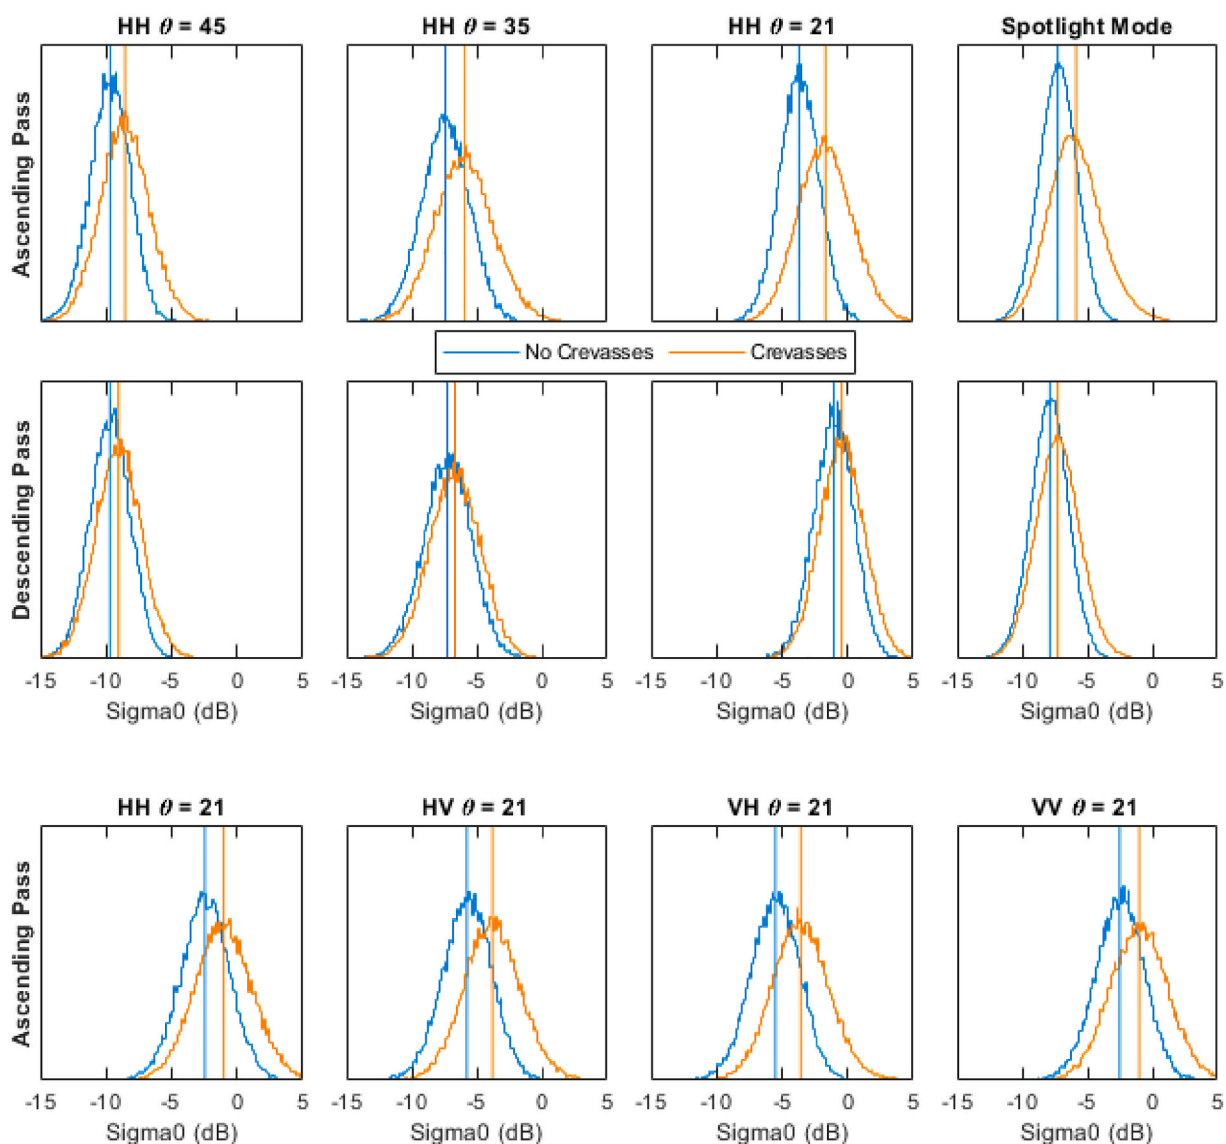 HH θ = 45 HH θ = 35 HH θ = 21 Spotlight Mode
Ascending Pass
No Crevasses Crevasses
Descending Pass
-15 -10 -5 0 5 -15 -10 -5 0 5 -15 -10 -5 0 5 -15 -10 -5 0 5
Sigma0 (dB) Sigma0 (dB) Sigma0 (dB) Sigma0 (dB)
HH θ = 21 HV θ = 21 VH θ = 21 VV θ = 21
Ascending Pass
-15 -10 -5 0 5 -15 -10 -5 0 5 -15 -10 -5 0 5 -15 -10 -5 0 5
Sigma0 (dB) Sigma0 (dB) Sigma0 (dB) Sigma0 (dB)